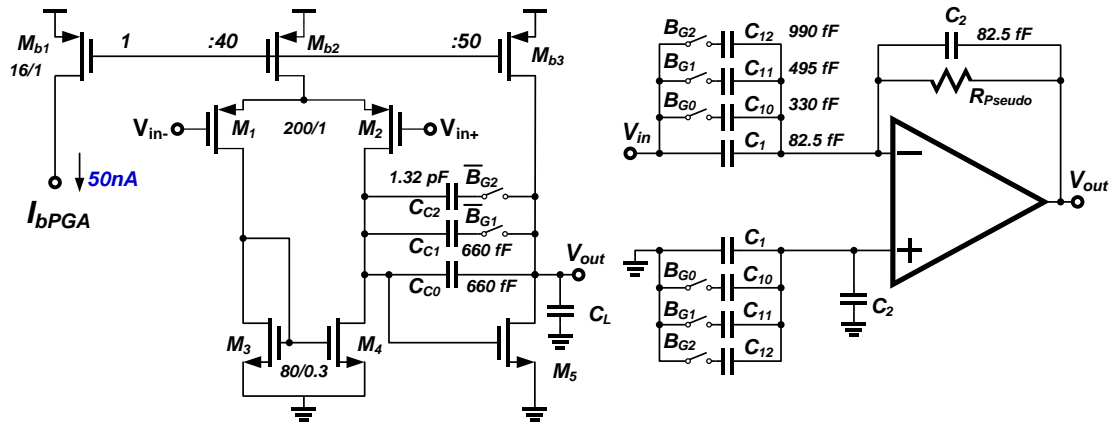 M_b1
16/1
1
:40
M_b2
:50
M_b3
V_in-
M_1
200/1
M_2
V_in+
50nA
I_bPGA
1.32 pF
B̅_G2
C_C2
B̅_G1
C_C1
660 fF
C_C0
660 fF
V_out
C_L
M_3
M_4
80/0.3
M_5
B_G2
C_12
990 fF
B_G1
C_11
495 fF
B_G0
C_10
330 fF
V_in
C_1
82.5 fF
C_2
82.5 fF
R_Pseudo
V_out
C_1
B_G0
C_10
B_G1
C_11
B_G2
C_12
C_2